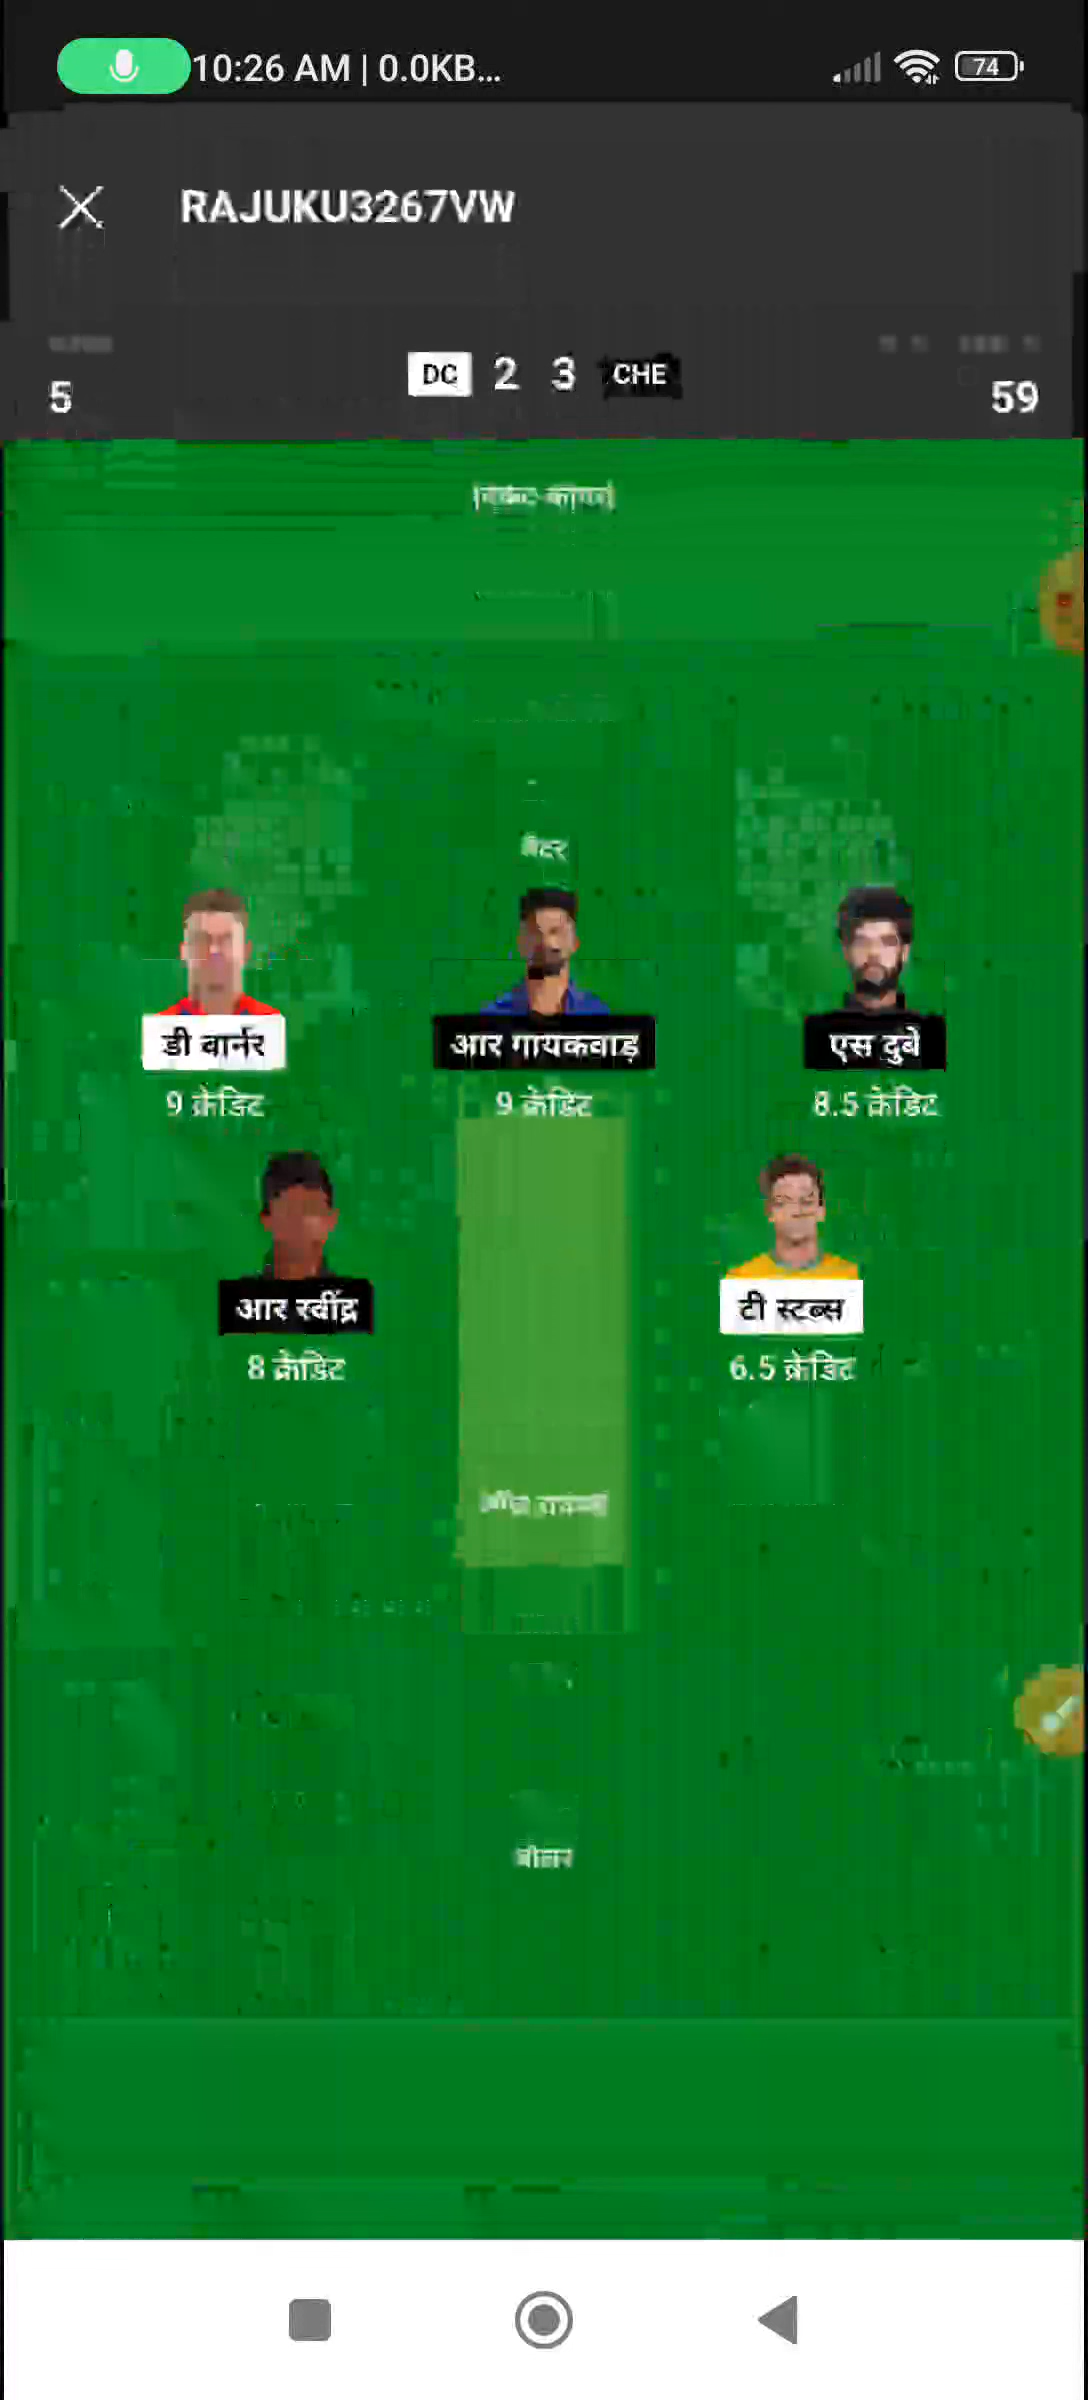 10:26 AM | 0.0KB...
74
RAJUKU3267VW
DC 2 3 CHE
5
59
बैटर
डी वार्नर
आर गायकवाड़
एस दुबे
9 क्रेडिट
9 क्रेडिट
8.5 क्रेडिट
आर रवींद्र
टी स्टब्स
8 क्रेडिट
6.5 क्रेडिट
बॉलर